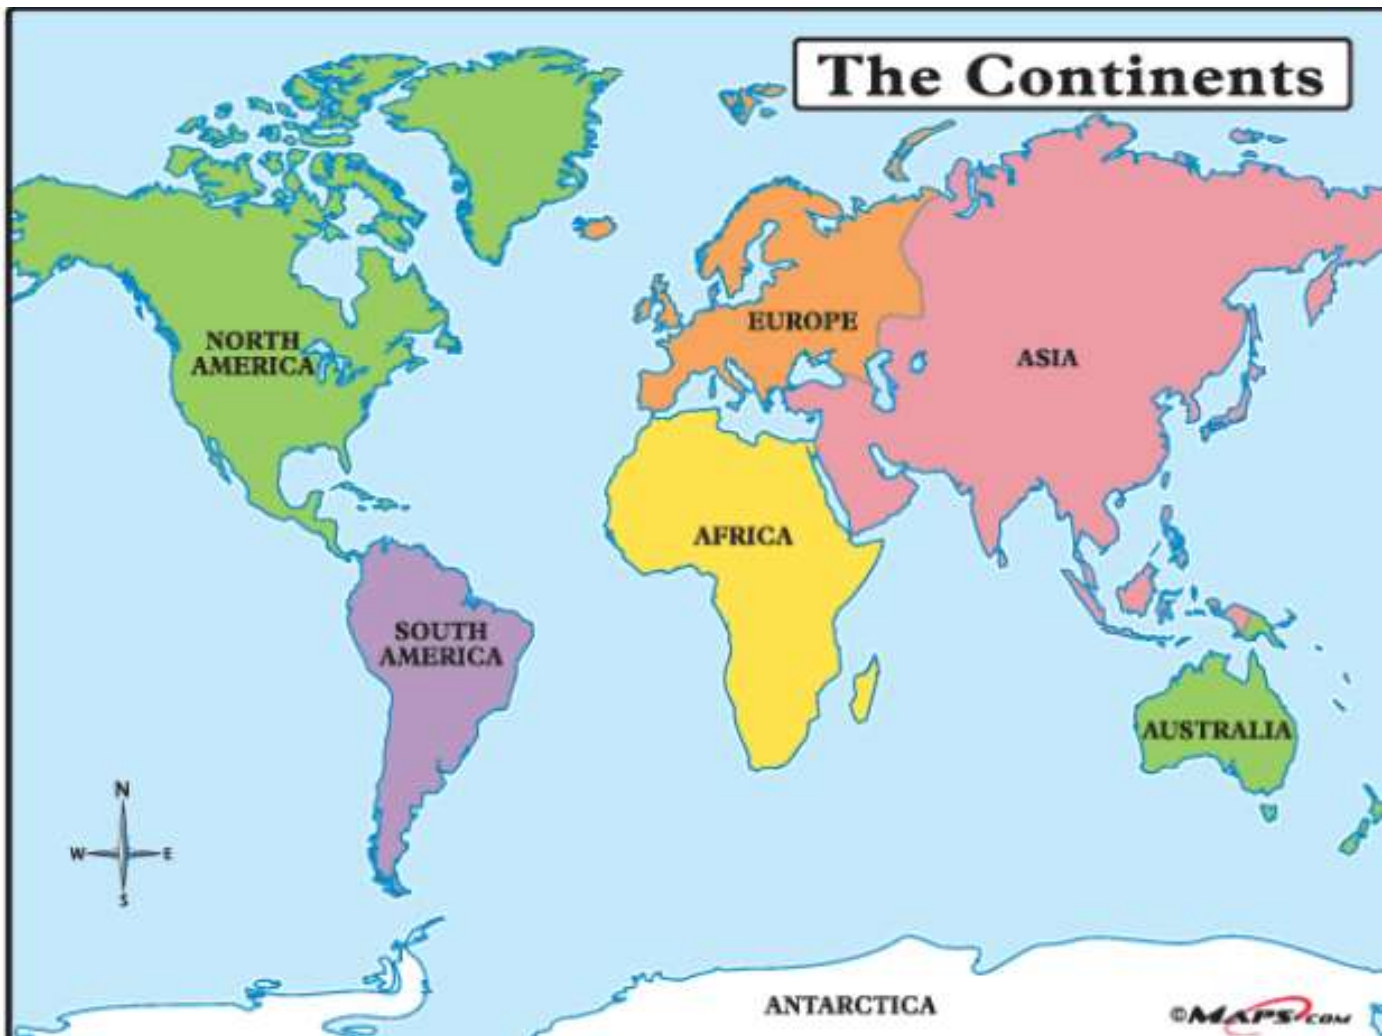 The Continents
NORTH
AMERICA
EUROPE
ASIA
AFRICA
SOUTH
AMERICA
AUSTRALIA
N
W E
S
ANTARCTICA
©MAPS.COM